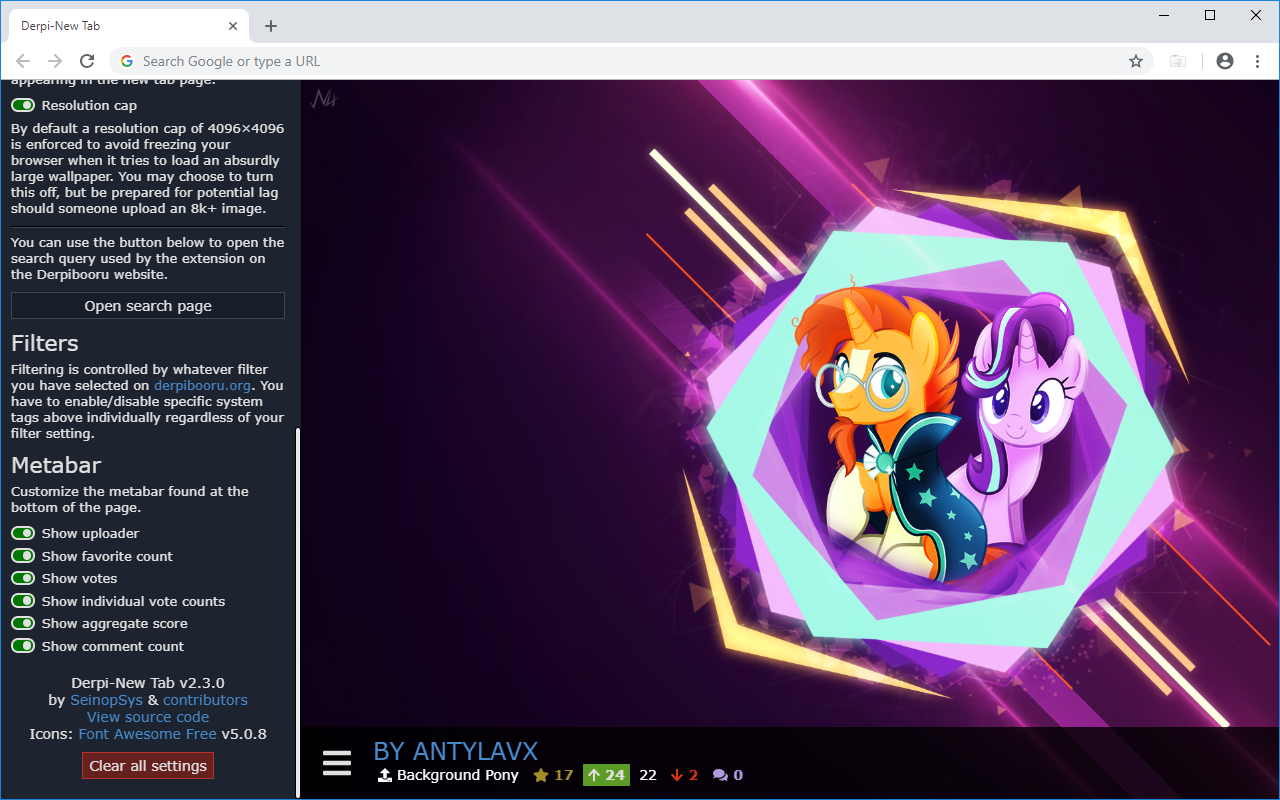 Derpi-New Tab
Search Google or type a URL
appearing in the new tab page.
Resolution cap
By default a resolution cap of 4096×4096
is enforced to avoid freezing your
browser when it tries to load an absurdly
large wallpaper. You may choose to turn
this off, but be prepared for potential lag
should someone upload an 8k+ image.
You can use the button below to open the
search query used by the extension on
the Derpibooru website.
Open search page
Filters
Filtering is controlled by whatever filter
you have selected on derpibooru.org. You
have to enable/disable specific system
tags above individually regardless of your
filter setting.
Metabar
Customize the metabar found at the
bottom of the page.
Show uploader
Show favorite count
Show votes
Show individual vote counts
Show aggregate score
Show comment count
Derpi-New Tab v2.3.0
by SeinopSys & contributors
View source code
Icons: Font Awesome Free v5.0.8
Clear all settings
BY ANTYLAVX
Background Pony 17 24 22 2 0